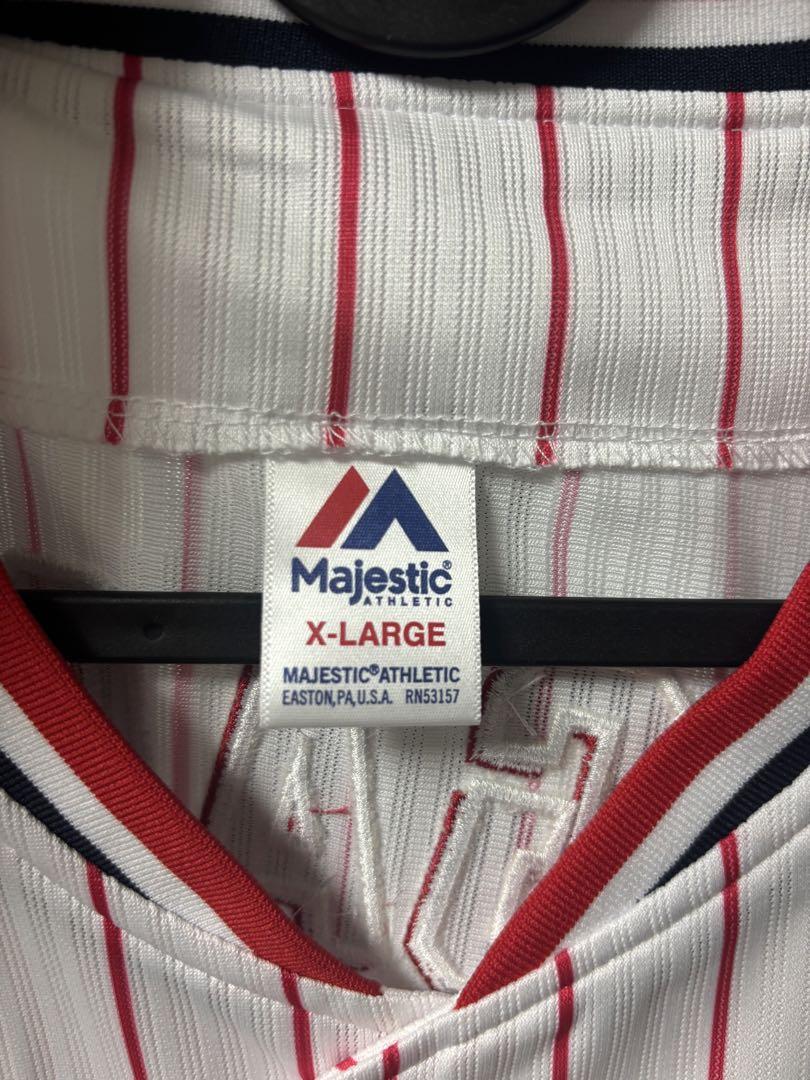 Majestic®
ATHLETIC
X-LARGE
MAJESTIC® ATHLETIC
EASTON, PA, U.S.A. RN53157